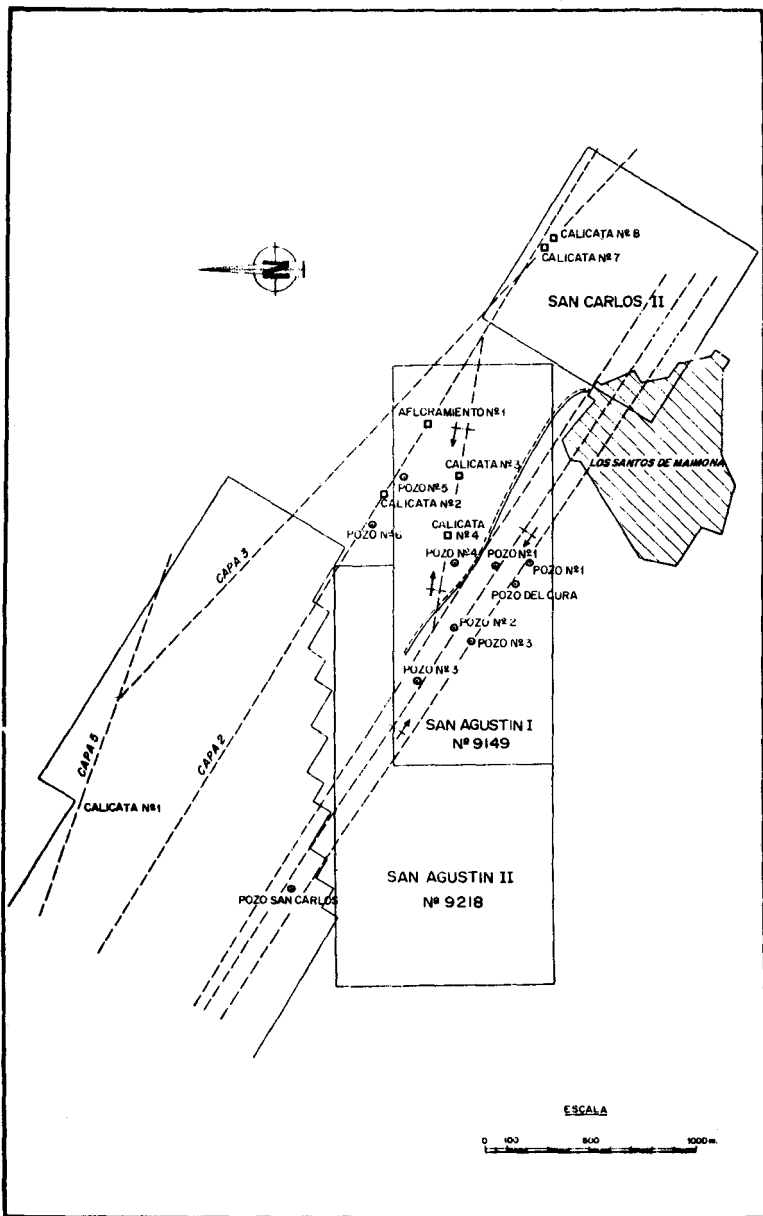 CALICATA Nº 8
CALICATA Nº 7
N
SAN CARLOS, II
AFLORAMIENTO Nº 1
LOS SANTOS DE MAIMONA
CALICATA Nº 3
POZO Nº 5
CALICATA Nº 2
POZO Nº 6
CALICATA
Nº 4
POZO Nº 4
POZO Nº 1
POZO Nº 1
POZO DEL CURA
CAPA 3
POZO Nº 2
POZO Nº 3
POZO Nº 3
SAN AGUSTIN I
Nº 9149
CAPA 5
CAPA 2
CALICATA Nº 1
SAN AGUSTIN II
Nº 9218
POZO SAN CARLOS
ESCALA
0 100 500 1000 m.